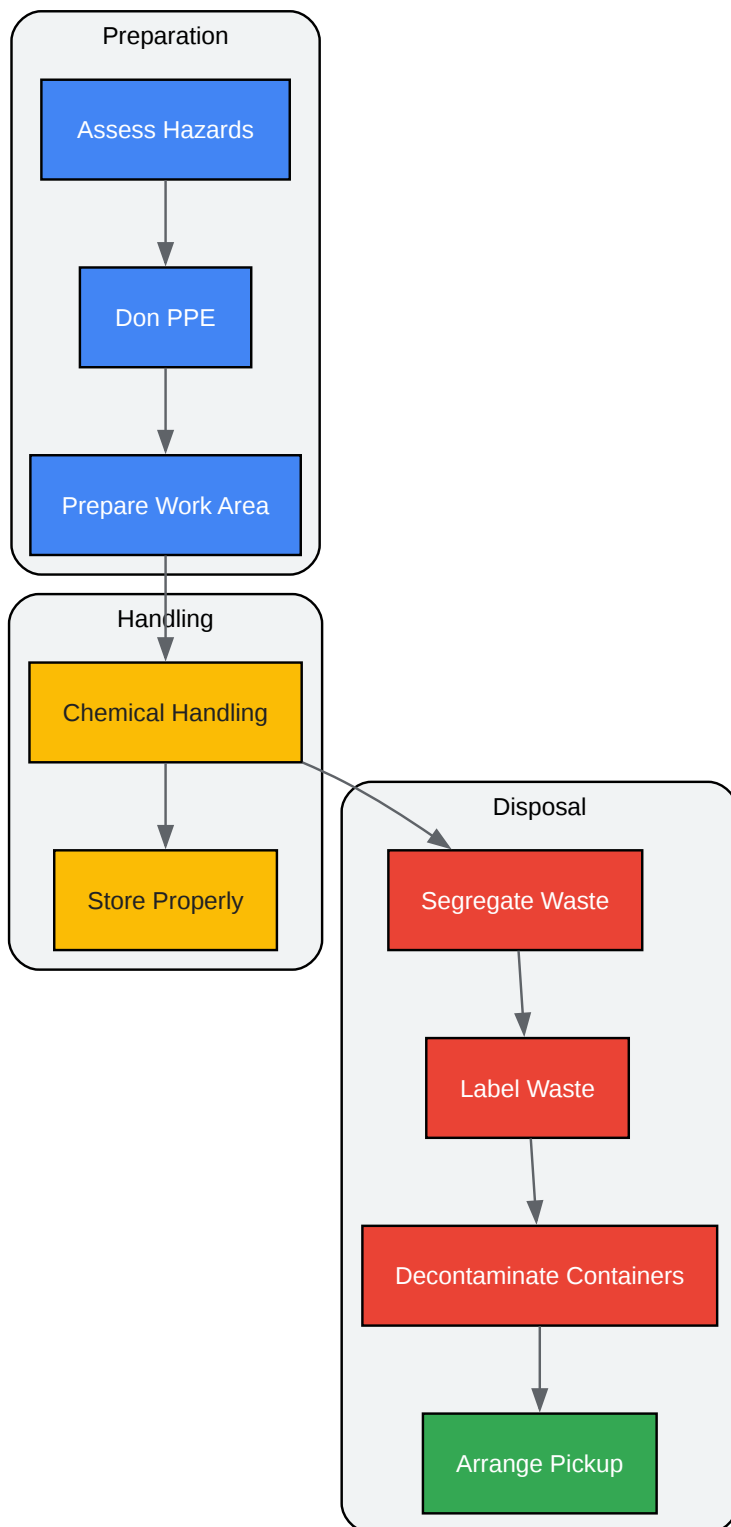 Preparation
Assess Hazards
Don PPE
Prepare Work Area
Handling
Chemical Handling
Store Properly
Disposal
Segregate Waste
Label Waste
Decontaminate Containers
Arrange Pickup